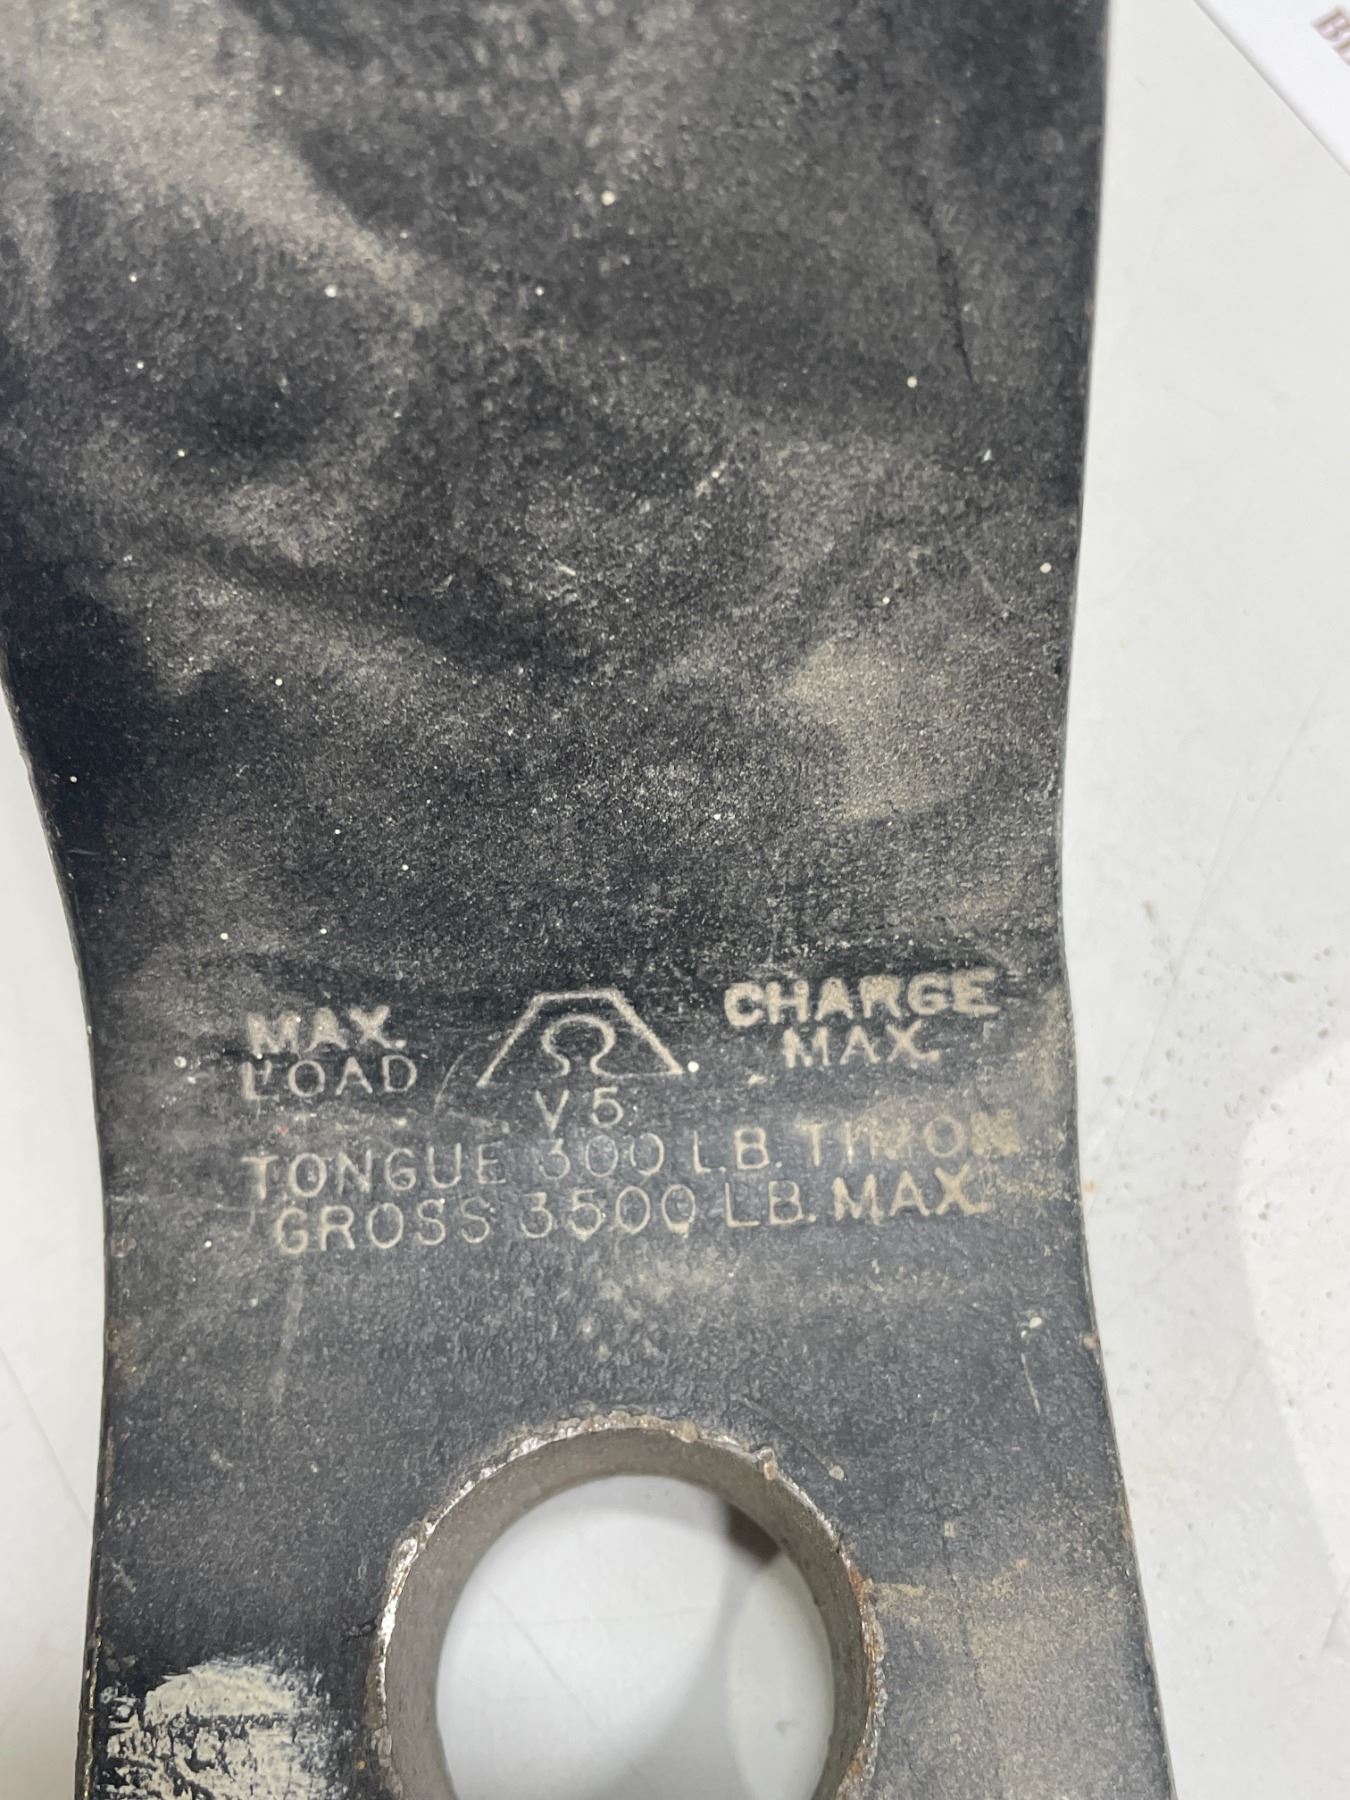 MAX.
LOAD
CHARGE
MAX.
V5
TONGUE 300 LB. TIMON
GROSS 3500 LB. MAX.